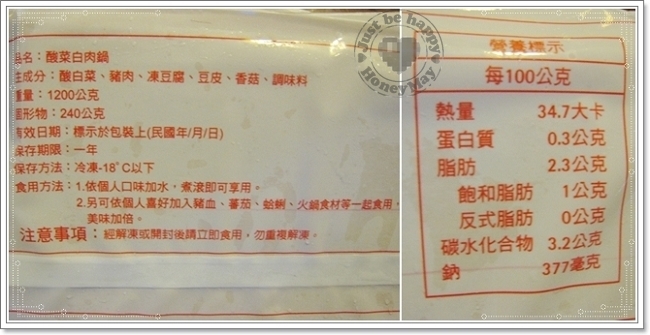 品名：酸菜白肉鍋
主成分：酸白菜、豬肉、凍豆腐、豆皮、香菇、調味料
重量：1200公克
固形物：240公克
有效日期：標示於包裝上(民國年/月/日)
保存期限：一年
保存方法：冷凍-18°C以下
食用方法：1.依個人口味加水，煮滾即可享用。
2.另可依個人喜好加入豬血、蕃茄、蛤蜊、火鍋食材等一起食用，
美味加倍。
注意事項：經解凍或開封後請立即食用，勿重複解凍。
Just be happy
HoneyMay
營養標示
每100公克
熱量 34.7大卡
蛋白質 0.3公克
脂肪 2.3公克
飽和脂肪 1公克
反式脂肪 0公克
碳水化合物 3.2公克
鈉 377毫克